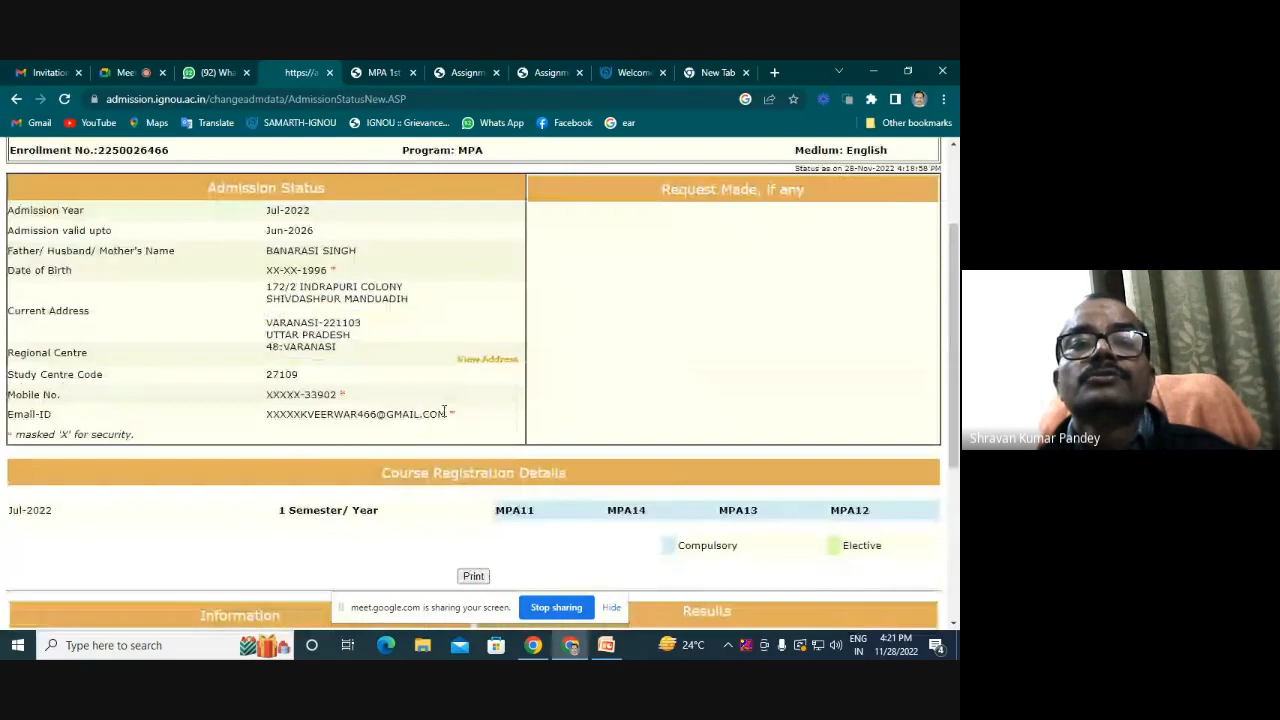 Invitation
Meet
(92) Wha
https://a
MPA 1st
Assignm
Assignm
Welcom
New Tab
admission.ignou.ac.in/changeadmdata/AdmissionStatusNew.ASP
Gmail YouTube Maps Translate SAMARTH-IGNOU IGNOU :: Grievance... Whats App Facebook ear Other bookmarks
Enrollment No.:2250026466 Program: MPA Medium: English
Status as on 28-Nov-2022 4:18:58 PM
Admission Status
Request Made, if any
Admission Year Jul-2022
Admission valid upto Jun-2026
Father/ Husband/ Mother's Name BANARASI SINGH
Date of Birth XX-XX-1996 *
172/2 INDRAPURI COLONY
SHIVDASHPUR MANDUADIH
Current Address
VARANASI-221103
UTTAR PRADESH
48:VARANASI
Regional Centre
View Address
Study Centre Code 27109
Mobile No. XXXXX-33902 *
Email-ID XXXXXKVEERWAR466@GMAIL.COM *
* masked 'X' for security.
Course Registration Details
Jul-2022 1 Semester/ Year MPA11 MPA14 MPA13 MPA12
Compulsory Elective
Print
Information
Results
meet.google.com is sharing your screen. Stop sharing Hide
Type here to search
24°C
ENG
IN
4:21 PM
11/28/2022
4
Shravan Kumar Pandey